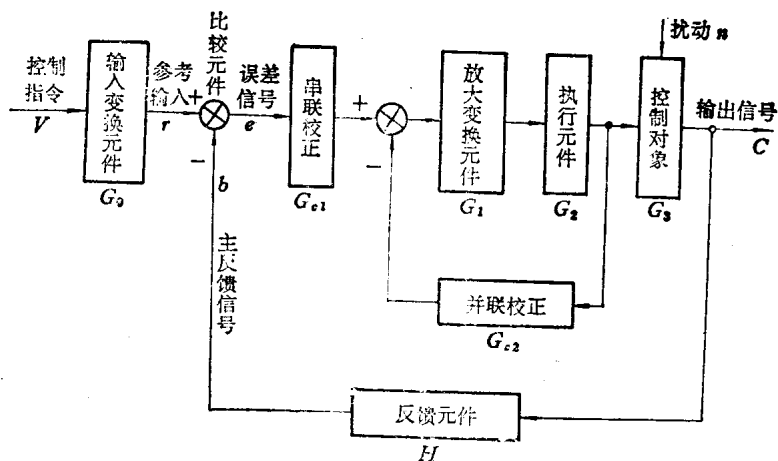 控制
指令
V
输入变换元件
G₀
参考
输入
+
r
比较元件
−
误差
信号
e
串联校正
Gc1
+
−
放大变换元件
G₁
执行元件
G₂
扰动 n
控制对象
G₃
输出信号
C
b
主反馈信号
并联校正
Gc2
反馈元件
H